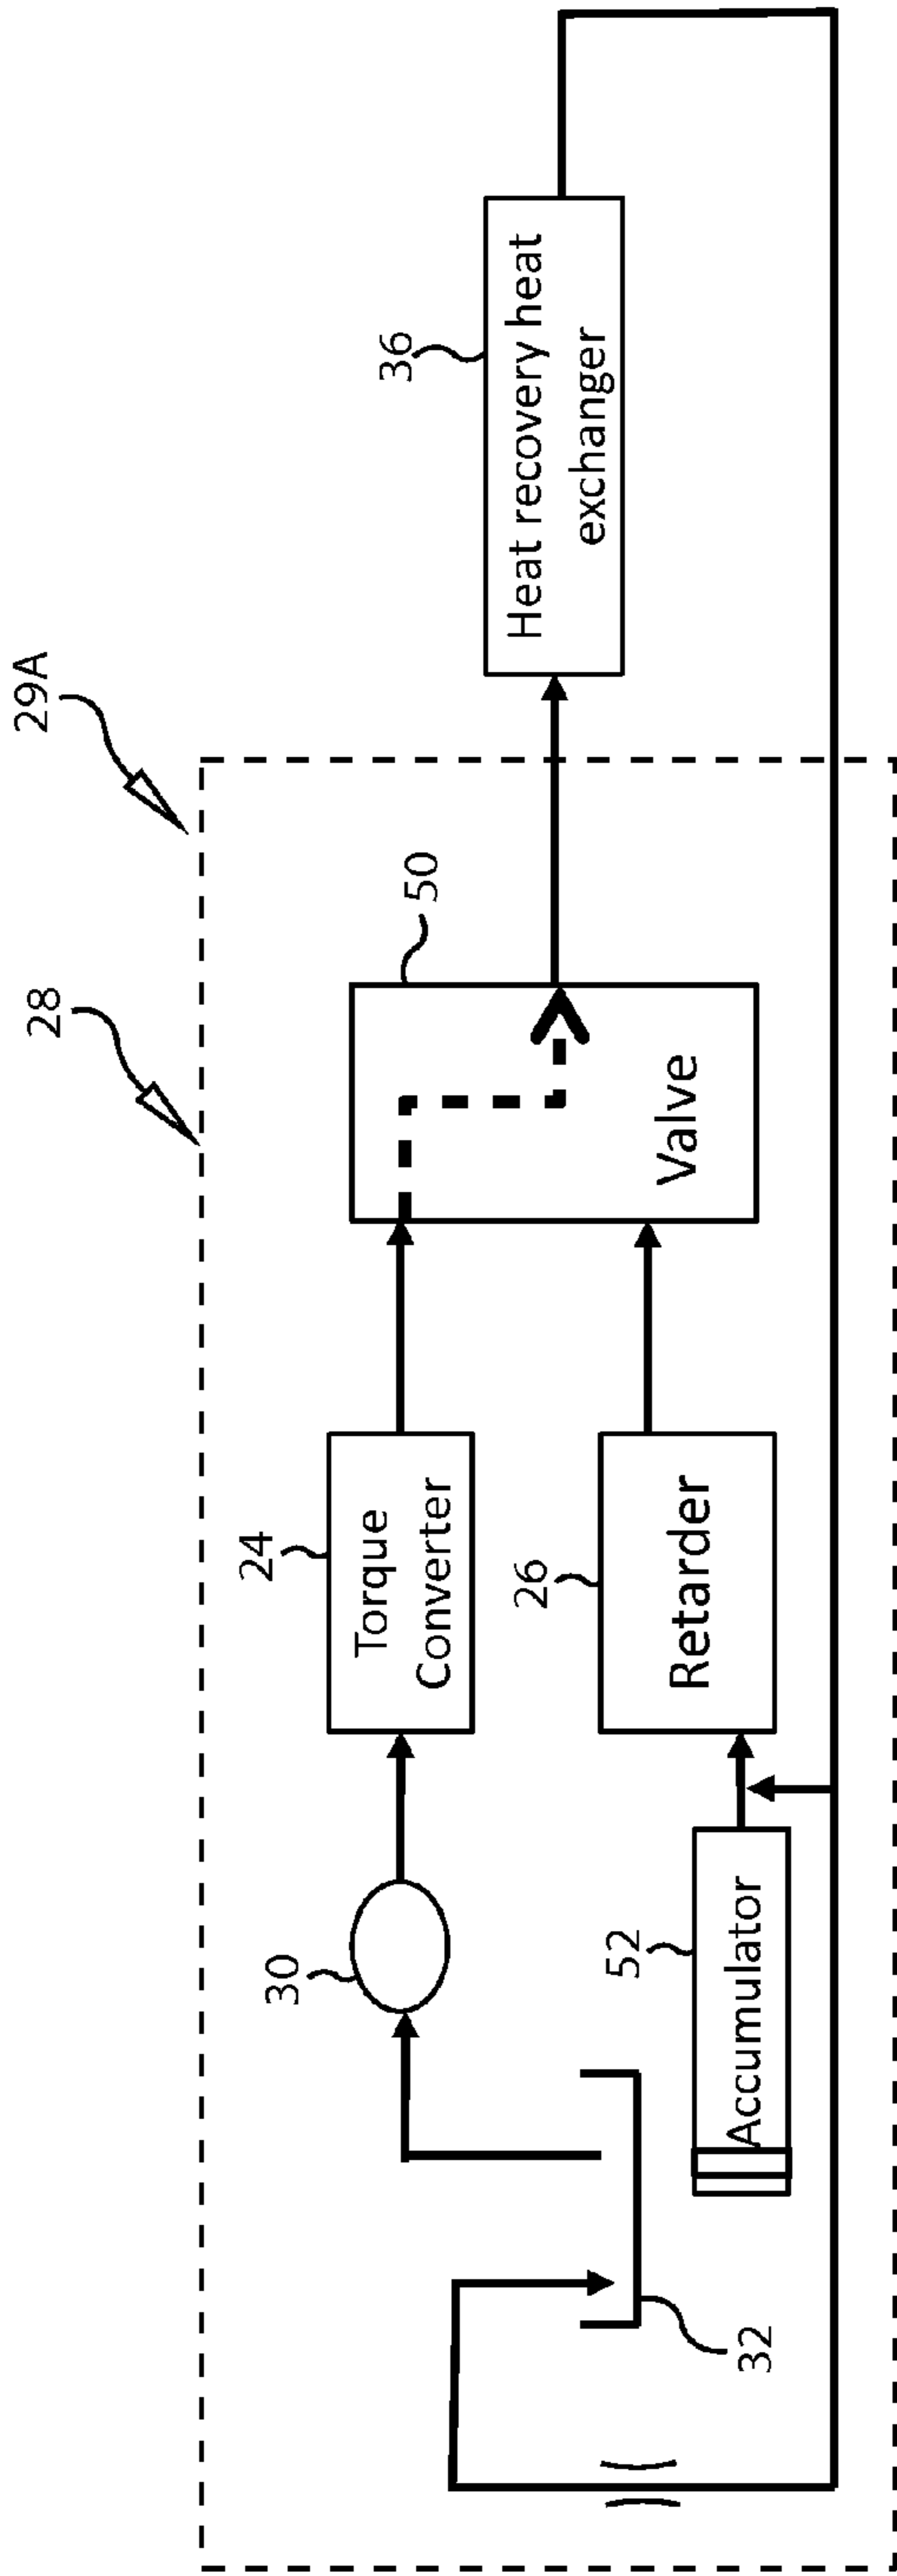 29A
28
36
Heat recovery heat
exchanger
50
Valve
24
Torque
Converter
26
Retarder
30
52
Accumulator
32